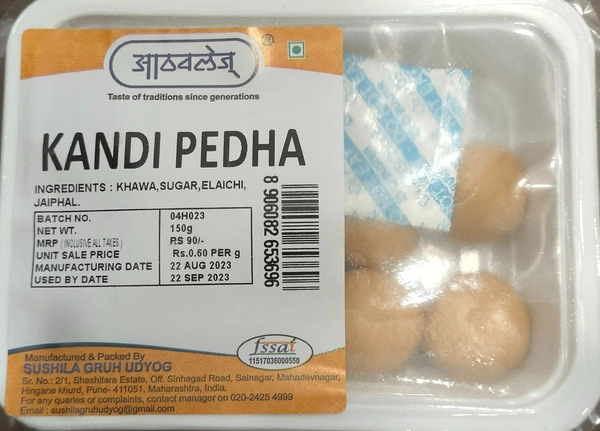 आठवलेज्
®
Taste of traditions since generations
KANDI PEDHA
INGREDIENTS : KHAWA,SUGAR,ELAICHI,
JAIPHAL.
BATCH NO. 04H023
NET WT. 150g
MRP ( INCLUSIVE ALL TAXES ) RS 90/-
UNIT SALE PRICE Rs.0.60 PER g
MANUFACTURING DATE 22 AUG 2023
USED BY DATE 22 SEP 2023
8 906082 653696
fssai
11517036000550
Manufactured & Packed By
SUSHILA GRUH UDYOG
Sr. No.: 2/1, Shashitara Estate, Off. Sinhagad Road, Sainagar, Mahadevnagar,
Hingane khurd, Pune- 411051, Maharashtra, India.
For any queries or complaints, contact manager on 020-2425 4999
Email : sushilagruhudyog@gmail.com